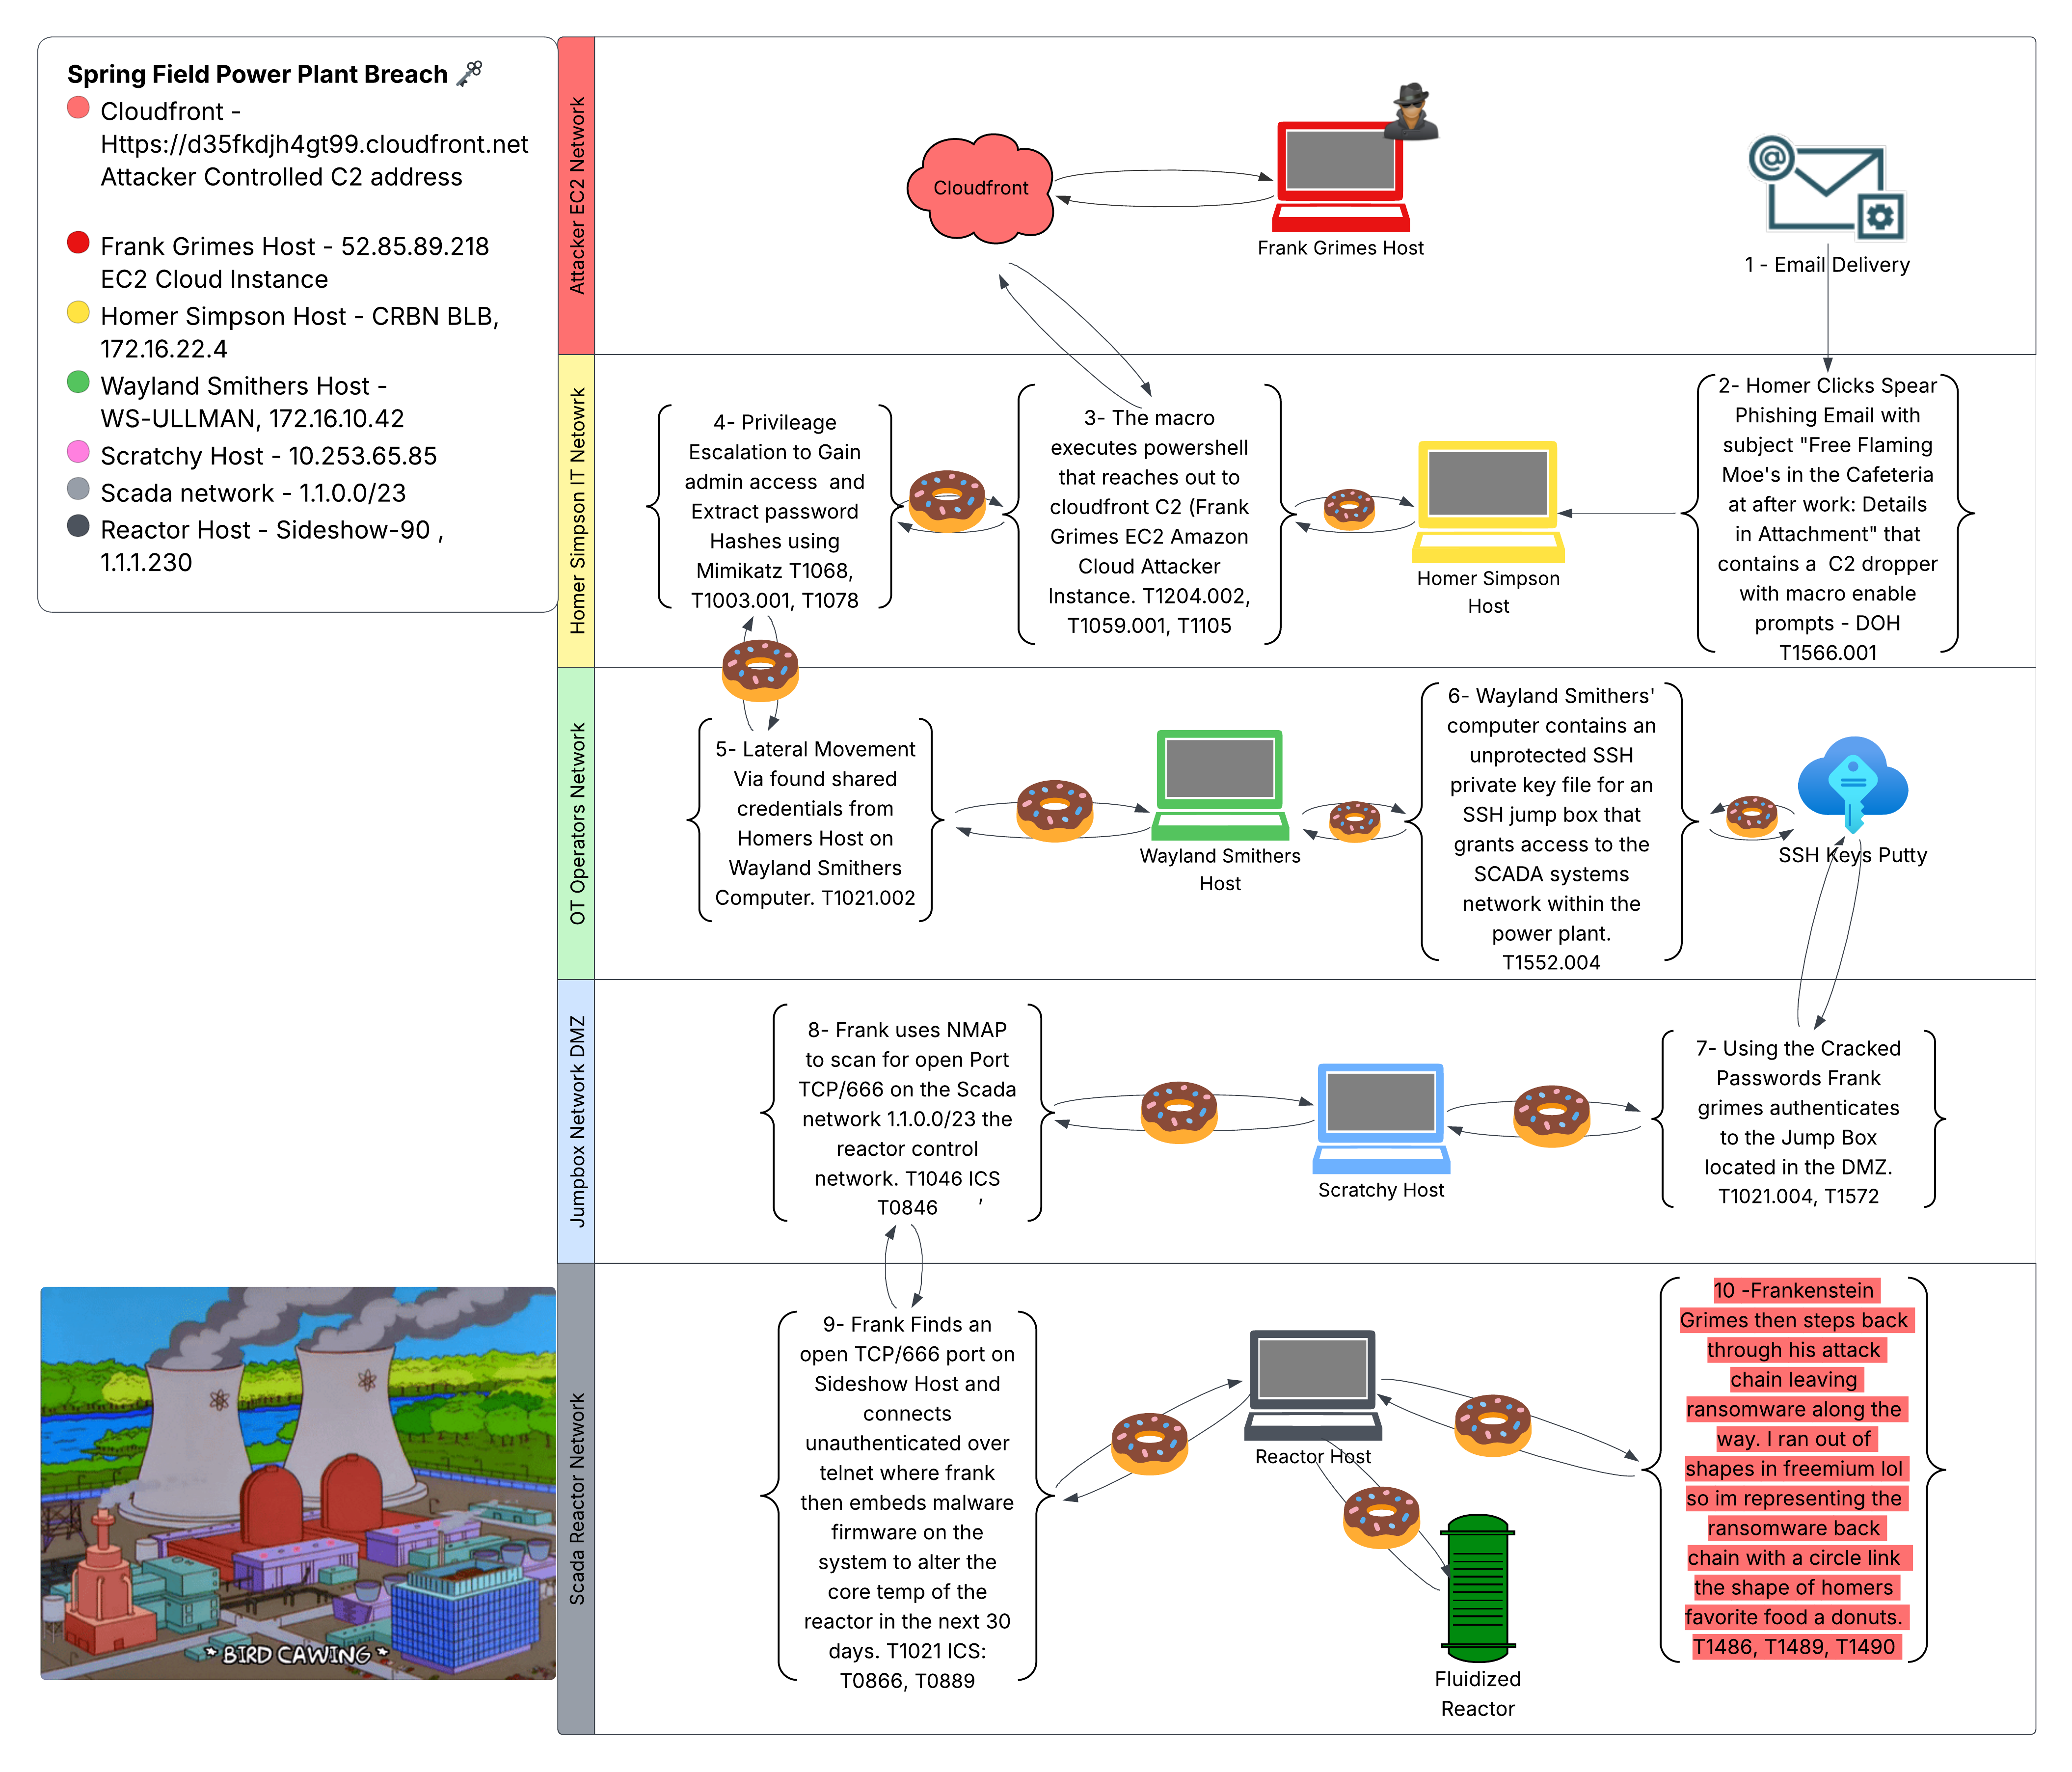 Spring Field Power Plant Breach
Cloudfront -
Https://d35fkdjh4gt99.cloudfront.net
Attacker Controlled C2 address
Frank Grimes Host - 52.85.89.218
EC2 Cloud Instance
Homer Simpson Host - CRBN BLB,
172.16.22.4
Wayland Smithers Host -
WS-ULLMAN, 172.16.10.42
Scratchy Host - 10.253.65.85
Scada network - 1.1.0.0/23
Reactor Host - Sideshow-90 ,
1.1.1.230
Attacker EC2 Network
Cloudfront
Frank Grimes Host
1 - Email Delivery
Homer Simpson IT Netowrk
4- Privileage
Escalation to Gain
admin access  and
Extract password
Hashes using
Mimikatz T1068,
T1003.001, T1078
3- The macro
executes powershell
that reaches out to
cloudfront C2 (Frank
Grimes EC2 Amazon
Cloud Attacker
Instance. T1204.002,
T1059.001, T1105
Homer Simpson
Host
2- Homer Clicks Spear
Phishing Email with
subject "Free Flaming
Moe's in the Cafeteria
at after work: Details
in Attachment" that
contains a  C2 dropper
with macro enable
prompts - DOH
T1566.001
OT Operators Network
5- Lateral Movement
Via found shared
credentials from
Homers Host on
Wayland Smithers
Computer. T1021.002
Wayland Smithers
Host
6- Wayland Smithers'
computer contains an
unprotected SSH
private key file for an
SSH jump box that
grants access to the
SCADA systems
network within the
power plant.
T1552.004
SSH Keys Putty
Jumpbox Network DMZ
8- Frank uses NMAP
to scan for open Port
TCP/666 on the Scada
network 1.1.0.0/23 the
reactor control
network. T1046 ICS
T0846 ,
Scratchy Host
7- Using the Cracked
Passwords Frank
grimes authenticates
to the Jump Box
located in the DMZ.
T1021.004, T1572
Scada Reactor Network
9- Frank Finds an
open TCP/666 port on
Sideshow Host and
connects
unauthenticated over
telnet where frank
then embeds malware
firmware on the
system to alter the
core temp of the
reactor in the next 30
days. T1021 ICS:
T0866, T0889
Reactor Host
Fluidized
Reactor
10 -Frankenstein
Grimes then steps back
through his attack
chain leaving
ransomware along the
way. I ran out of
shapes in freemium lol
so im representing the
ransomware back
chain with a circle link
the shape of homers
favorite food a donuts.
T1486, T1489, T1490
* BIRD CAWING *